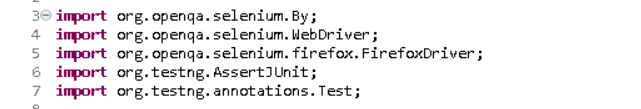 3 import org.openqa.selenium.By;
4 import org.openqa.selenium.WebDriver;
5 import org.openqa.selenium.firefox.FirefoxDriver;
6 import org.testng.AssertJUnit;
7 import org.testng.annotations.Test;